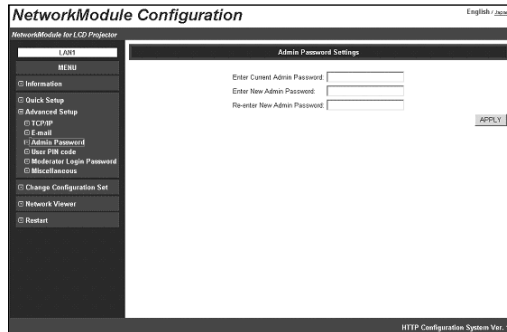 NetworkModule Configuration
English /
NetworkModule for LCD Projector
LAN1
MENU
Information
Quick Setup
Advanced Setup
TCP/IP
E-mail
Admin Password
User PIN code
Moderator Login Password
Miscellaneous
Change Configuration Set
Network Viewer
Restart
Admin Password Settings
Enter Current Admin Password:
Enter New Admin Password:
Re-enter New Admin Password:
APPLY
HTTP Configuration System Ver.